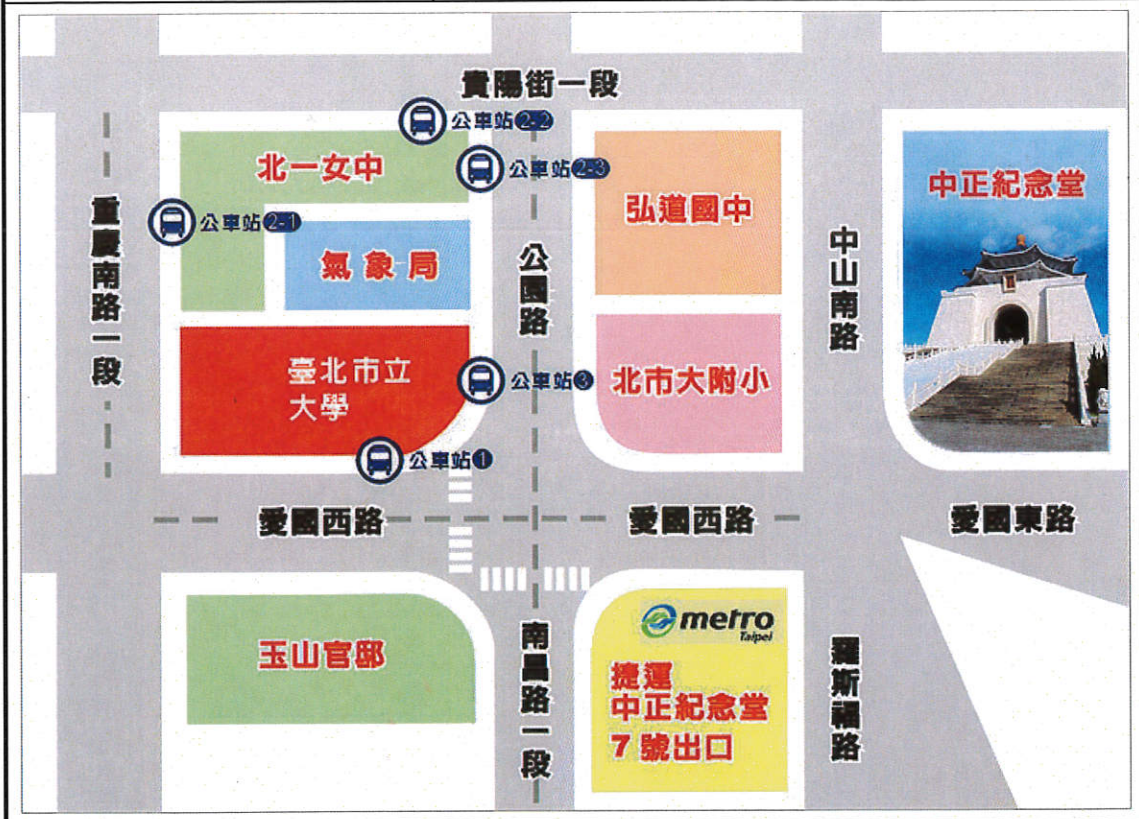 貴陽街一段
公車站2-2
北一女中
公車站2-3
中正紀念堂
弘道國中
重慶南路一段
公車站2-1
氣象局
公園路
中山南路
臺北市立
大學
公車站3
北市大附小
公車站1
愛國西路
愛國西路
愛國東路
metro
Taipei
玉山官邸
南昌路一段
捷運
中正紀念堂
7號出口
羅斯福路